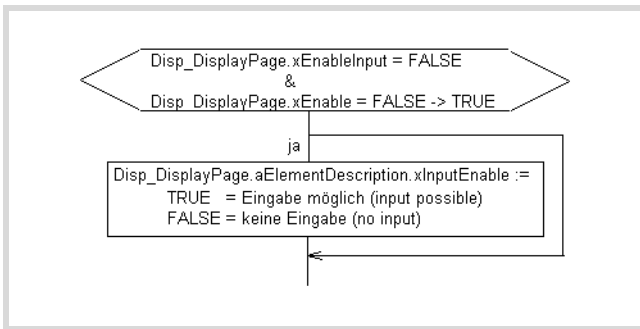 Disp_DisplayPage.xEnableInput = FALSE
&
Disp_DisplayPage.xEnable = FALSE -> TRUE
ja
Disp_DisplayPage.aElementDescription.xInputEnable :=
TRUE = Eingabe möglich (input possible)
FALSE = keine Eingabe (no input)